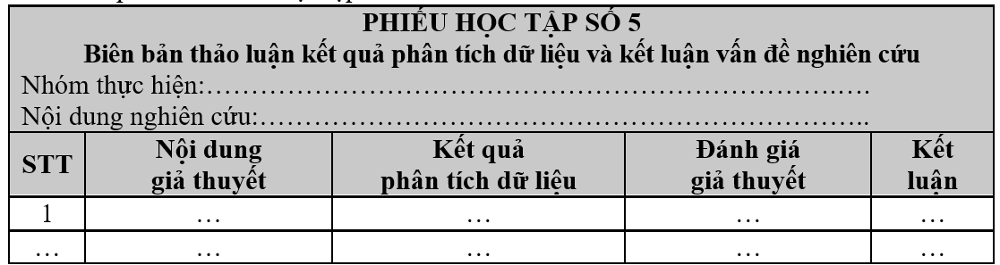 PHIẾU HỌC TẬP SỐ 5
Biên bản thảo luận kết quả phân tích dữ liệu và kết luận vấn đề nghiên cứu
Nhóm thực hiện:…………………………………………………………….….
Nội dung nghiên cứu:…………………………………………………………..
STT Nội dung giả thuyết Kết quả phân tích dữ liệu Đánh giá giả thuyết Kết luận
1 … … … …
… … … … …